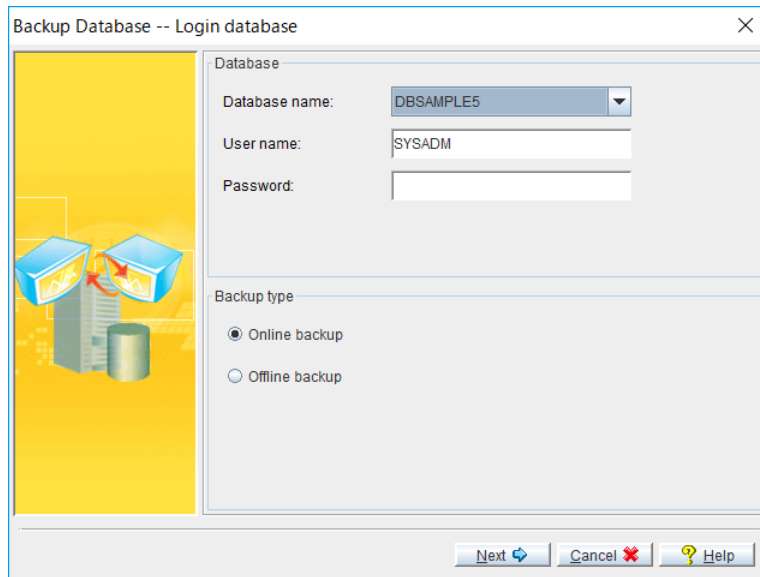 Backup Database -- Login database
Database
Database name: DBSAMPLE5
User name: SYSADM
Password:
Backup type
Online backup
Offline backup
Next Cancel Help